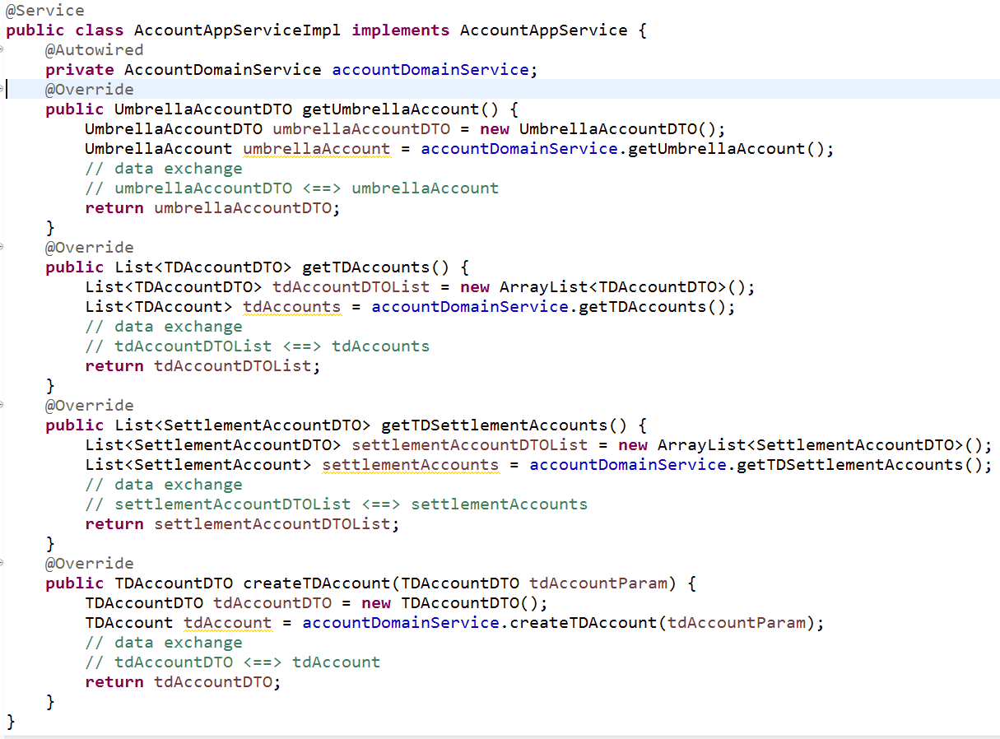 @Service
public class AccountAppServiceImpl implements AccountAppService {
    @Autowired
    private AccountDomainService accountDomainService;
    @Override
    public UmbrellaAccountDTO getUmbrellaAccount() {
        UmbrellaAccountDTO umbrellaAccountDTO = new UmbrellaAccountDTO();
        UmbrellaAccount umbrellaAccount = accountDomainService.getUmbrellaAccount();
        // data exchange
        // umbrellaAccountDTO <==> umbrellaAccount
        return umbrellaAccountDTO;
    }
    @Override
    public List<TDAccountDTO> getTDAccounts() {
        List<TDAccountDTO> tdAccountDTOList = new ArrayList<TDAccountDTO>();
        List<TDAccount> tdAccounts = accountDomainService.getTDAccounts();
        // data exchange
        // tdAccountDTOList <==> tdAccounts
        return tdAccountDTOList;
    }
    @Override
    public List<SettlementAccountDTO> getTDSettlementAccounts() {
        List<SettlementAccountDTO> settlementAccountDTOList = new ArrayList<SettlementAccountDTO>();
        List<SettlementAccount> settlementAccounts = accountDomainService.getTDSettlementAccounts();
        // data exchange
        // settlementAccountDTOList <==> settlementAccounts
        return settlementAccountDTOList;
    }
    @Override
    public TDAccountDTO createTDAccount(TDAccountDTO tdAccountParam) {
        TDAccountDTO tdAccountDTO = new TDAccountDTO();
        TDAccount tdAccount = accountDomainService.createTDAccount(tdAccountParam);
        // data exchange
        // tdAccountDTO <==> tdAccount
        return tdAccountDTO;
    }
}